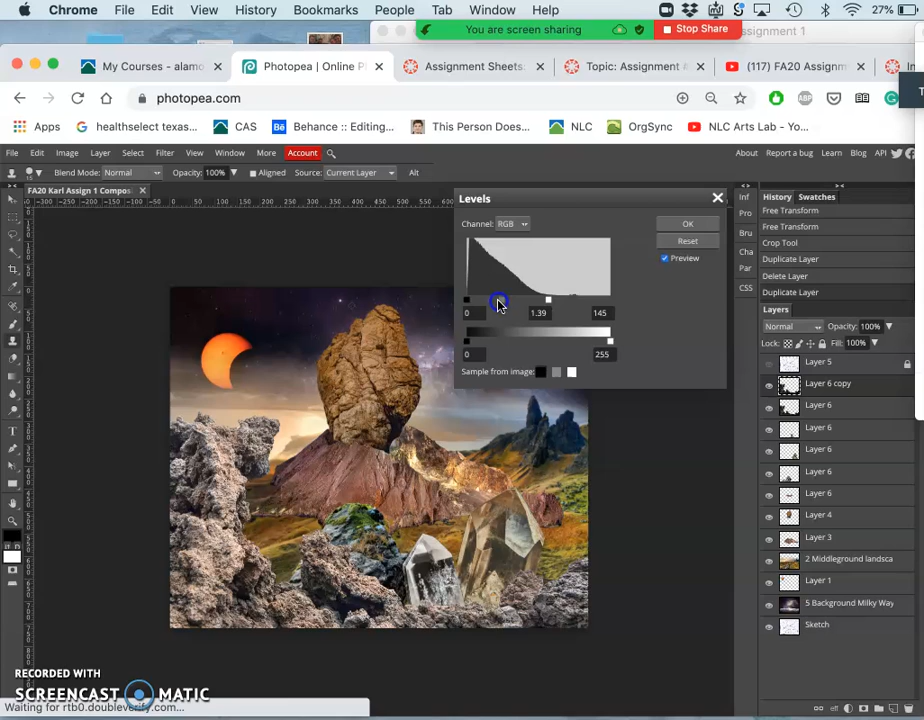 Chrome File Edit View History Bookmarks People Tab Window Help 27%
You are screen sharing Stop Share
My Courses - alamo Photopea | Online P Assignment Sheets: Topic: Assignment (117) FA20 Assignm
photopea.com
Apps healthselect texas... CAS Behance :: Editing... This Person Does... NLC OrgSync NLC Arts Lab - Yo...
File Edit Image Layer Select Filter View Window More Account About Report a bug Learn Blog API
Blend Mode: Normal Opacity: 100% Aligned Source: Current Layer Alt
FA20 Karl Assign 1 Compos
Levels
Channel: RGB
OK
Reset
Preview
0 1.39 145
0 255
Sample from image:
Inf
Pro
Bru
Cha
Par
CSS
History Swatches
Free Transform
Free Transform
Crop Tool
Duplicate Layer
Delete Layer
Duplicate Layer
Layers
Normal Opacity: 100%
Lock: Fill: 100%
Layer 5
Layer 6 copy
Layer 6
Layer 6
Layer 6
Layer 6
Layer 6
Layer 4
Layer 3
2 Middleground landsca
Layer 1
5 Background Milky Way
Sketch
RECORDED WITH
SCREENCAST MATIC
Waiting for rtb0.doubleverify.com...